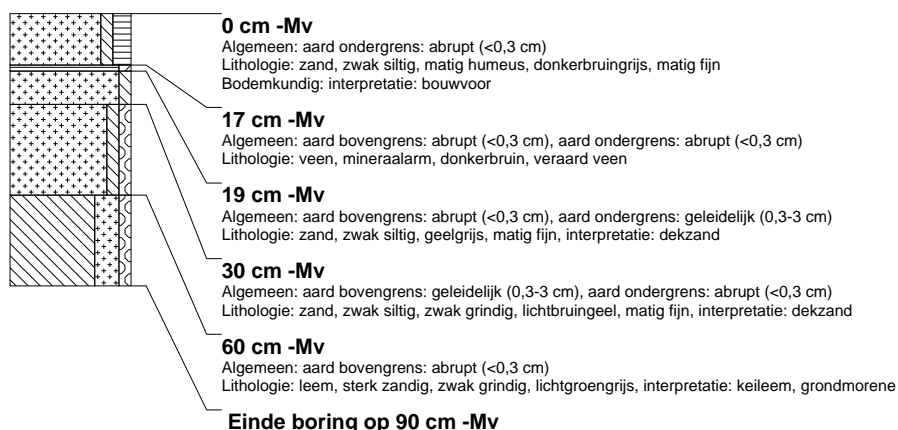 0 cm -Mv
Algemeen: aard ondergrens: abrupt (<0,3 cm)
Lithologie: zand, zwak siltig, matig humeus, donkerbruingrijs, matig fijn
Bodemkundig: interpretatie: bouwvoor
17 cm -Mv
Algemeen: aard bovengrens: abrupt (<0,3 cm), aard ondergrens: abrupt (<0,3 cm)
Lithologie: veen, mineraalarm, donkerbruin, veraard veen
19 cm -Mv
Algemeen: aard bovengrens: abrupt (<0,3 cm), aard ondergrens: geleidelijk (0,3-3 cm)
Lithologie: zand, zwak siltig, geelgrijs, matig fijn, interpretatie: dekzand
30 cm -Mv
Algemeen: aard bovengrens: geleidelijk (0,3-3 cm), aard ondergrens: abrupt (<0,3 cm)
Lithologie: zand, zwak siltig, zwak grindig, lichtbruingeel, matig fijn, interpretatie: dekzand
60 cm -Mv
Algemeen: aard bovengrens: abrupt (<0,3 cm)
Lithologie: leem, sterk zandig, zwak grindig, lichtgroengrijs, interpretatie: keileem, grondmorene
Einde boring op 90 cm -Mv